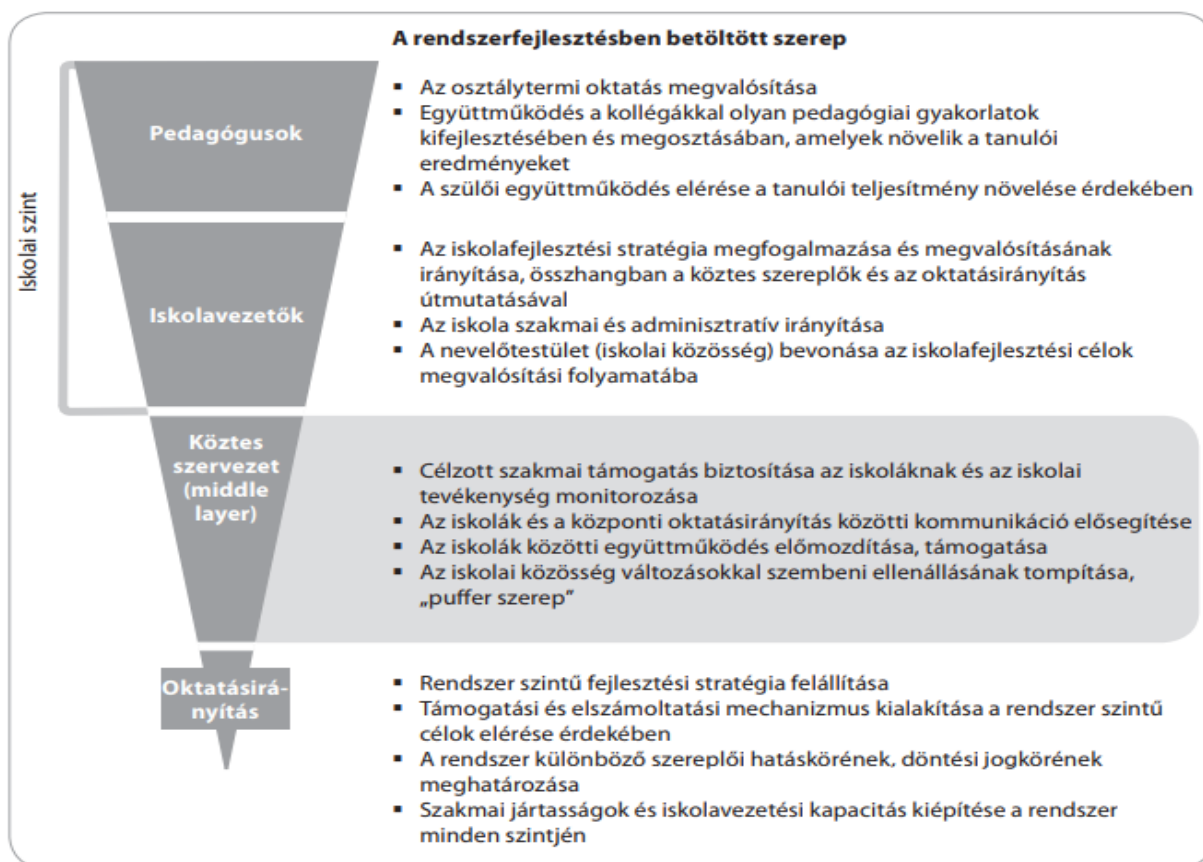 A rendszerfejlesztésben betöltött szerep
Iskolai szint
Pedagógusok
▪ Az osztálytermi oktatás megvalósítása
▪ Együttműködés a kollégákkal olyan pedagógiai gyakorlatok
kifejlesztésében és megosztásában, amelyek növelik a tanulói
eredményeket
▪ A szülői együttműködés elérése a tanulói teljesítmény növelése érdekében
Iskolavezetők
▪ Az iskolafejlesztési stratégia megfogalmazása és megvalósításának
irányítása, összhangban a köztes szereplők és az oktatásirányítás
útmutatásával
▪ Az iskola szakmai és adminisztratív irányítása
▪ A nevelőtestület (iskolai közösség) bevonása az iskolafejlesztési célok
megvalósítási folyamatába
Köztes
szervezet
(middle
layer)
▪ Célzott szakmai támogatás biztosítása az iskoláknak és az iskolai
tevékenység monitorozása
▪ Az iskolák és a központi oktatásirányítás közötti kommunikáció elősegítése
▪ Az iskolák közötti együttműködés előmozdítása, támogatása
▪ Az iskolai közösség változásokkal szembeni ellenállásának tompítása,
„puffer szerep”
Oktatásirá-
nyítás
▪ Rendszer szintű fejlesztési stratégia felállítása
▪ Támogatási és elszámoltatási mechanizmus kialakítása a rendszer szintű
célok elérése érdekében
▪ A rendszer különböző szereplői hatáskörének, döntési jogkörének
meghatározása
▪ Szakmai jártasságok és iskolavezetési kapacitás kiépítése a rendszer
minden szintjén